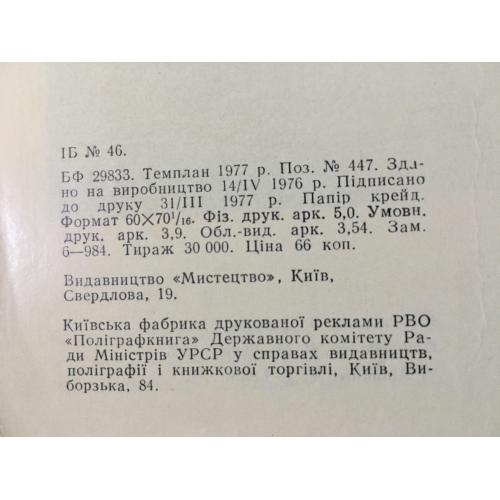 ІБ № 46.
БФ 29833. Темплан 1977 р. Поз. № 447. Зда-
но на виробництво 14/IV 1976 р. Підписано
до друку 31/III 1977 р. Папір крейд.
Формат 60×70¹/₁₆. Фіз. друк. арк. 5,0. Умовн.
друк. арк. 3,9. Обл.-вид. арк. 3,54. Зам.
6—984. Тираж 30 000. Ціна 66 коп.
Видавництво «Мистецтво», Київ,
Свердлова, 19.
Київська фабрика друкованої реклами РВО
«Поліграфкнига» Державного комітету Ра-
ди Міністрів УРСР у справах видавництв,
поліграфії і книжкової торгівлі, Київ, Ви-
борзька, 84.